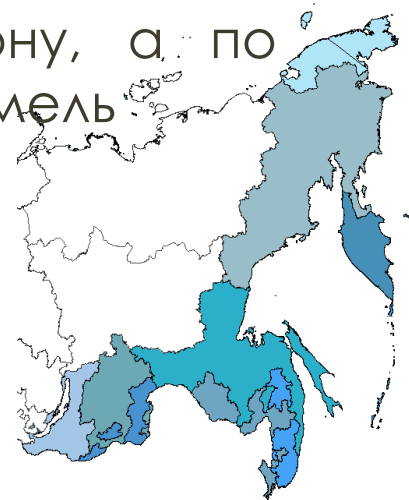 ону, а по
мель